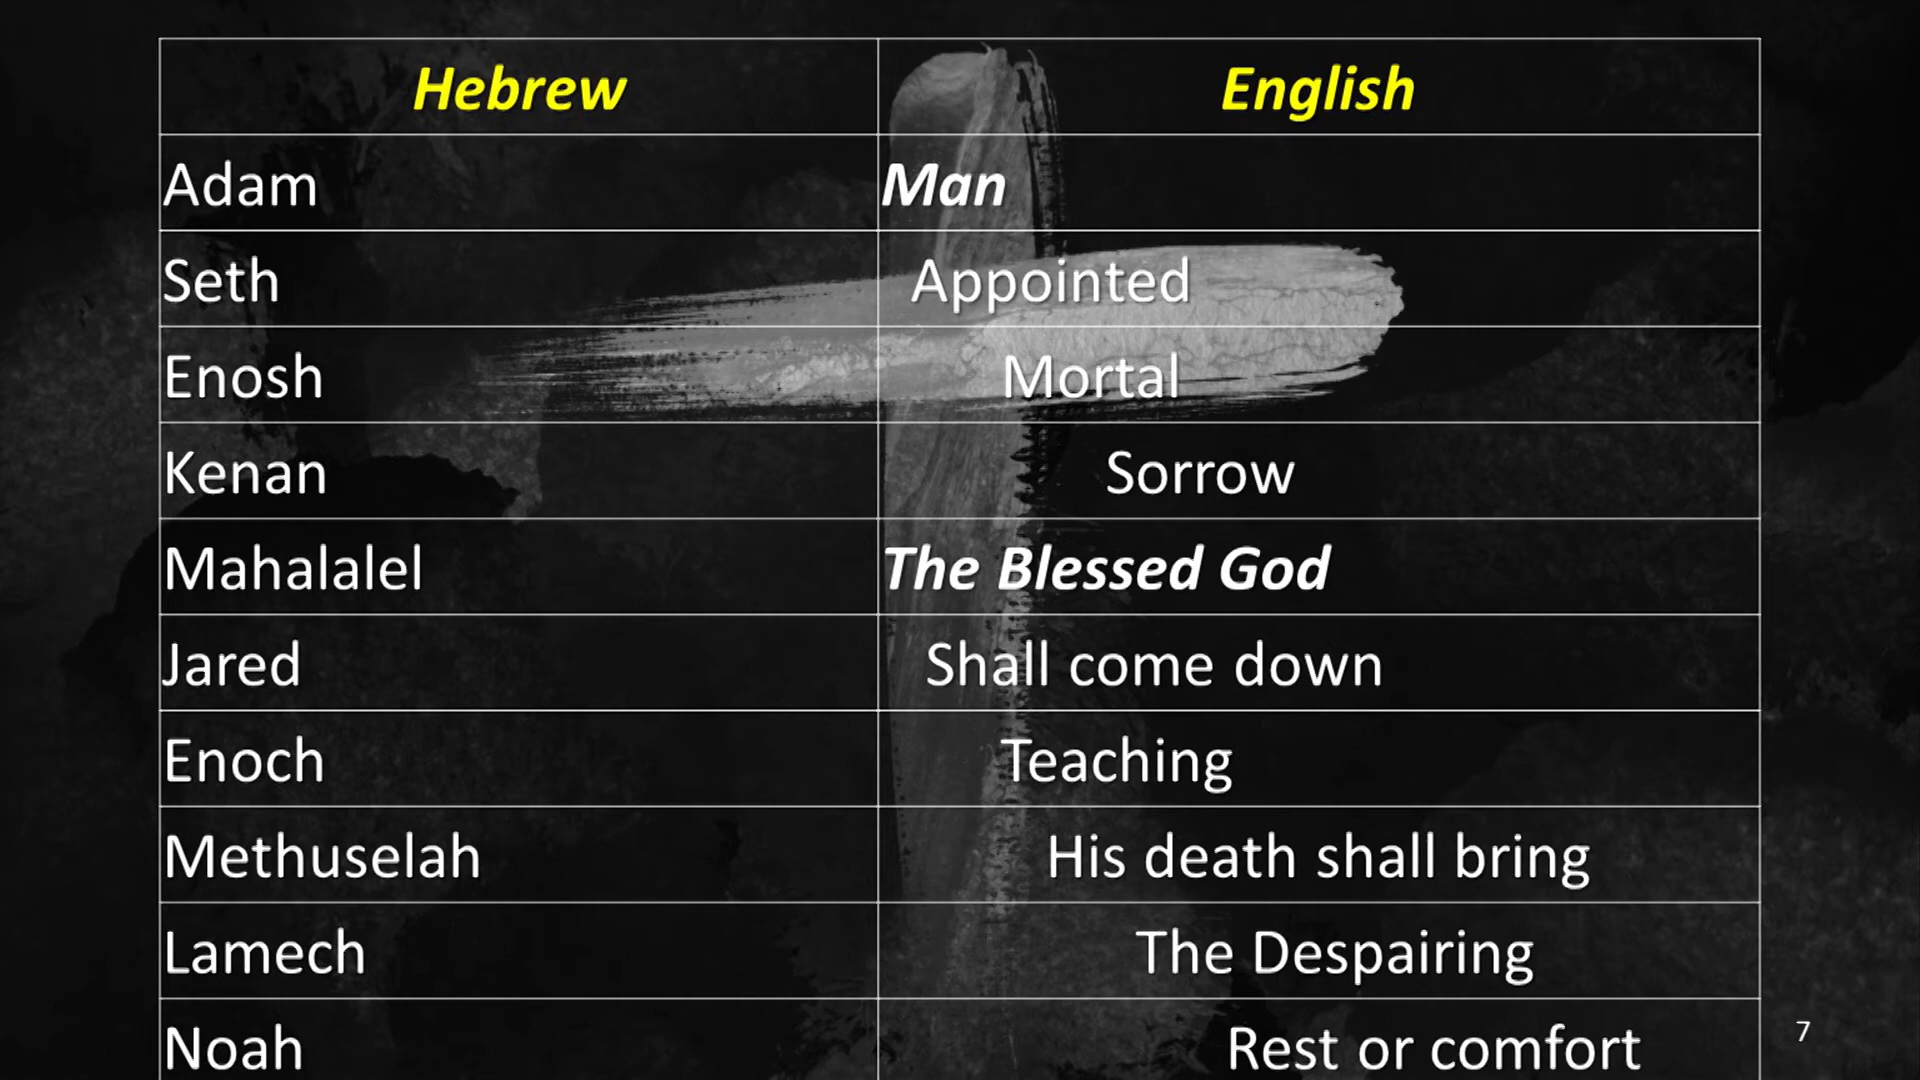 Hebrew English
Adam Man
Seth Appointed
Enosh Mortal
Kenan Sorrow
Mahalalel The Blessed God
Jared Shall come down
Enoch Teaching
Methuselah His death shall bring
Lamech The Despairing
Noah Rest or comfort
7